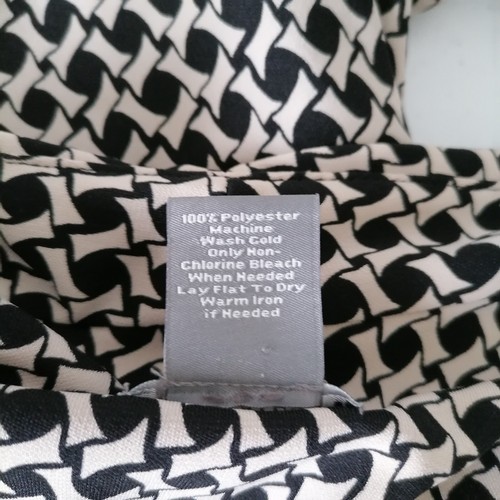 100% Polyester
Machine
Wash Cold
Only Non-
Chlorine Bleach
When Needed
Lay Flat To Dry
Warm Iron
if Needed